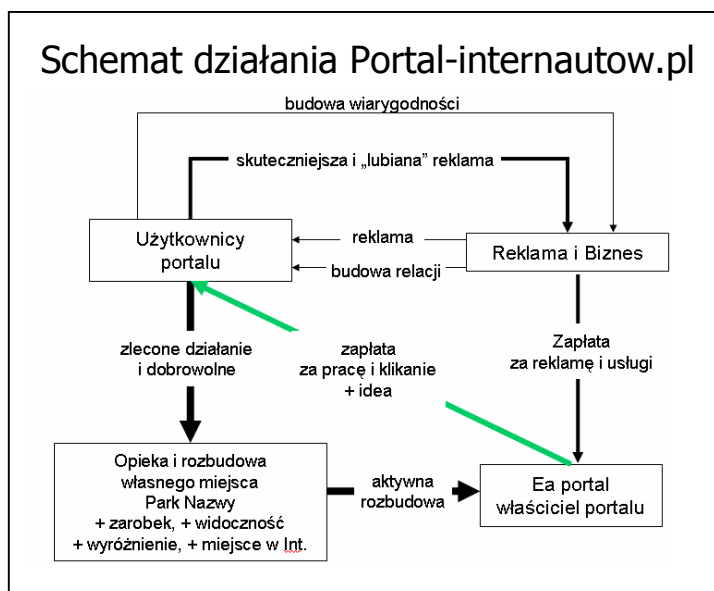 Schemat działania Portal-internautow.pl
budowa wiarygodności
skuteczniejsza i „lubiana” reklama
Użytkownicy
portalu
reklama
budowa relacji
Reklama i Biznes
zlecone działanie
i dobrowolne
zapłata
za pracę i klikanie
+ idea
Zapłata
za reklamę i usługi
Opieka i rozbudowa
własnego miejsca
Park Nazwy
+ zarobek, + widoczność
+ wyróżnienie, + miejsce w Int.
aktywna
rozbudowa
Ea portal
właściciel portalu